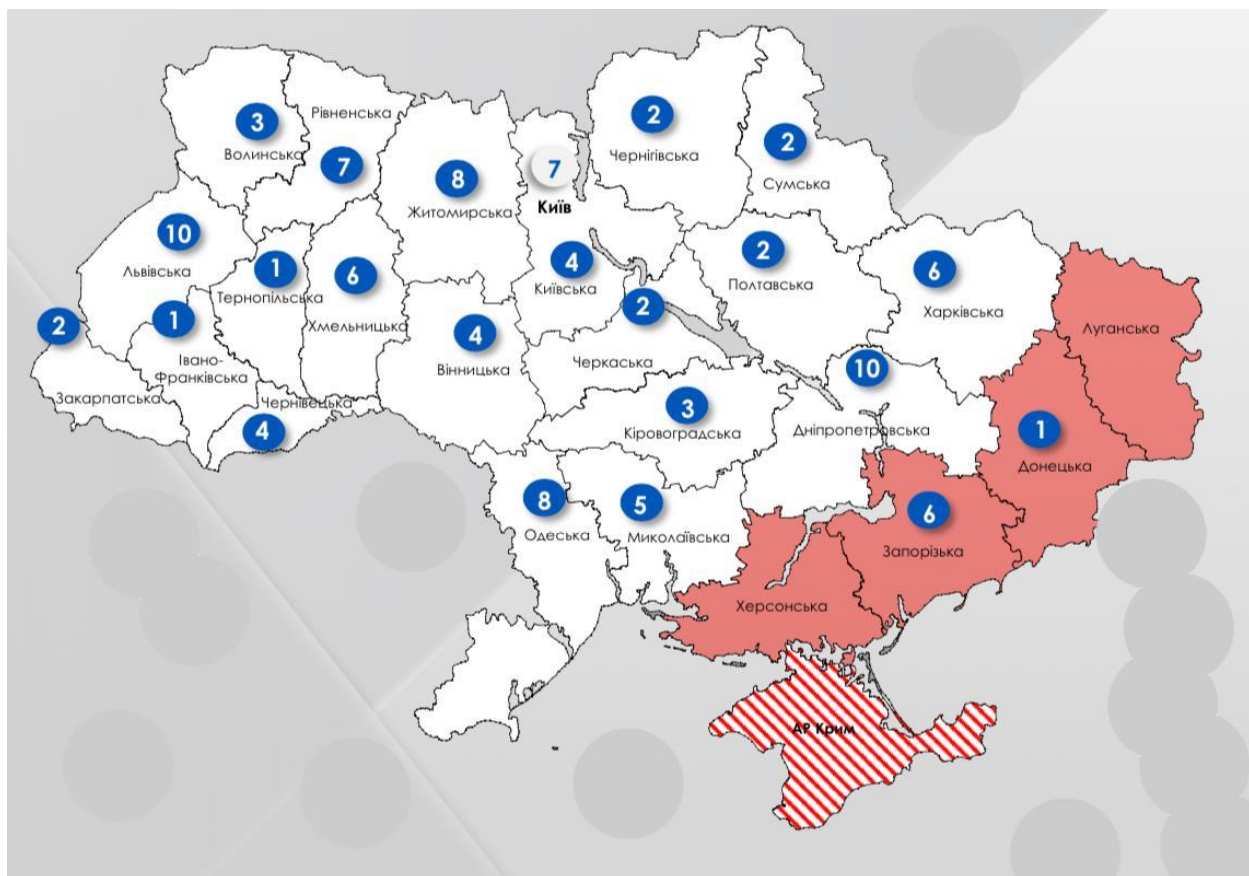 3
Волинська
Рівненська
7
8
Житомирська
7
Київ
2
Чернігівська
2
Сумська
10
Львівська
1
Тернопільська
6
Хмельницька
4
Київська
2
Полтавська
6
Харківська
Луганська
2
Закарпатська
1
Івано-
Франківська
4
Вінницька
2
Черкаська
10
Дніпропетровська
Чернівецька
4
3
Кіровоградська
1
Донецька
8
Одеська
5
Миколаївська
6
Запорізька
Херсонська
АР Крим